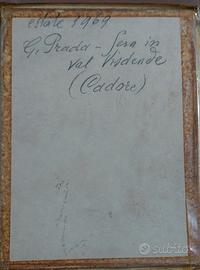 estate 1969
G. Prada - Sera in
Val Visdende
(Cadore)
subito